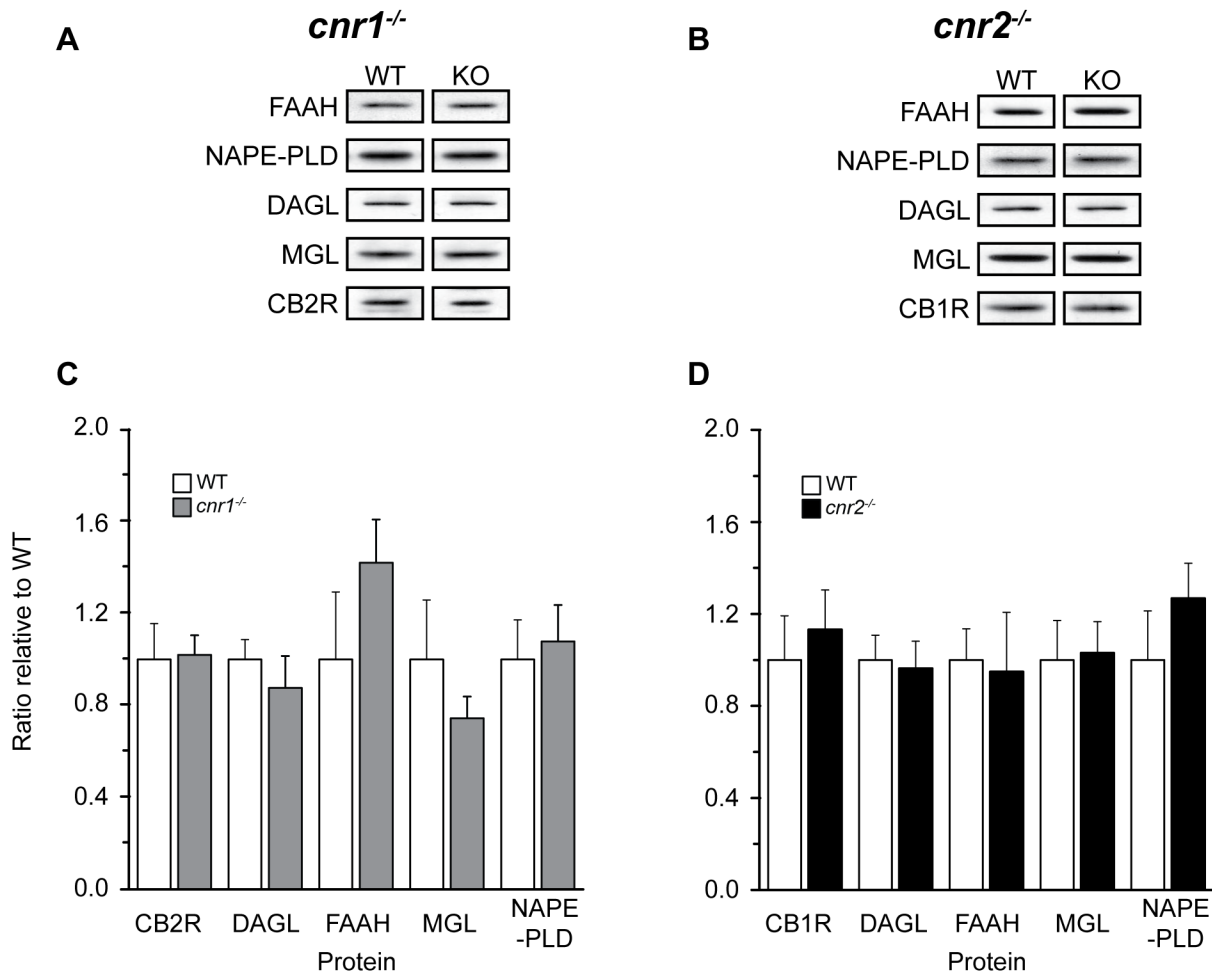 A
cnr1-/-
WT KO
FAAH
NAPE-PLD
DAGL
MGL
CB2R
B
cnr2-/-
WT KO
FAAH
NAPE-PLD
DAGL
MGL
CB1R
C
Ratio relative to WT
2.0
1.6
1.2
0.8
0.4
0.0
WT
cnr1-/-
CB2R DAGL FAAH MGL NAPE
-PLD
Protein
D
2.0
1.6
1.2
0.8
0.4
0.0
WT
cnr2-/-
CB1R DAGL FAAH MGL NAPE
-PLD
Protein